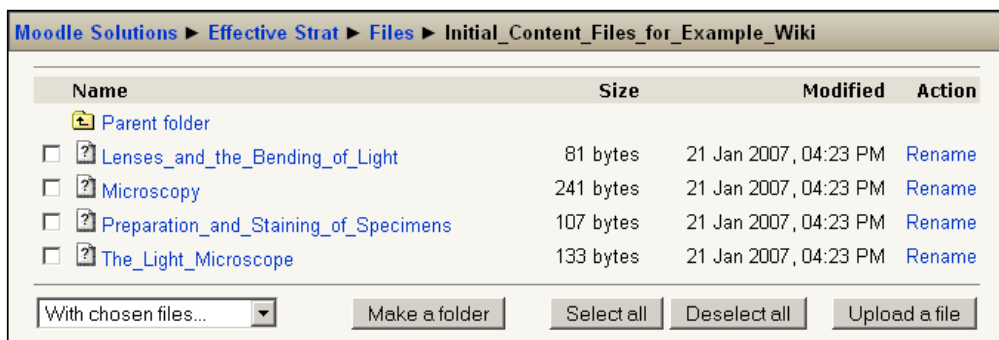 Moodle Solutions ► Effective Strat ► Files ► Initial_Content_Files_for_Example_Wiki
Name Size Modified Action
Parent folder
Lenses_and_the_Bending_of_Light 81 bytes 21 Jan 2007, 04:23 PM Rename
Microscopy 241 bytes 21 Jan 2007, 04:23 PM Rename
Preparation_and_Staining_of_Specimens 107 bytes 21 Jan 2007, 04:23 PM Rename
The_Light_Microscope 133 bytes 21 Jan 2007, 04:23 PM Rename
With chosen files... Make a folder Select all Deselect all Upload a file